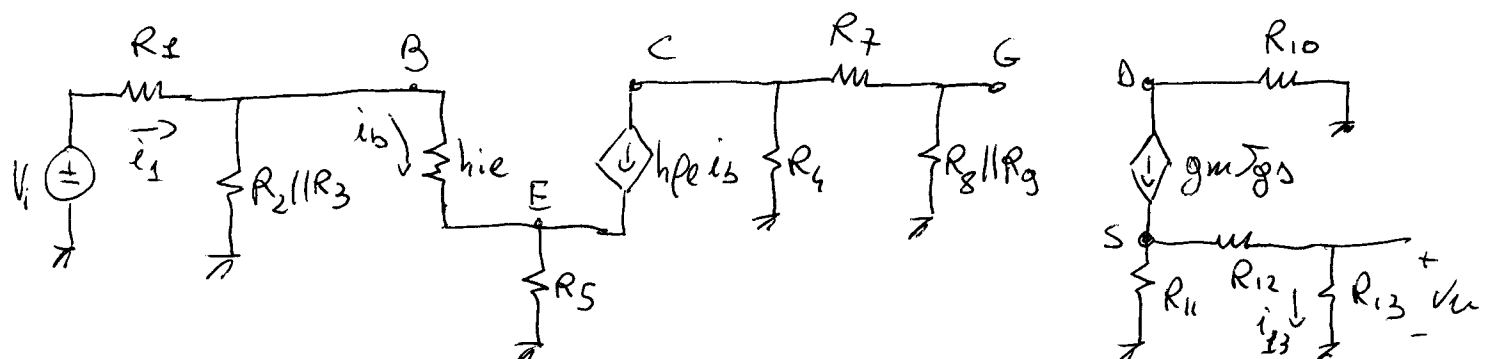 R1
B
C
R7
G
D
R10
Vi
±
i1
R2||R3
ib
hie
hfe ib
R4
R8||R9
gm vgs
E
R5
S
R11
R12
i13
R13
+
vu
-